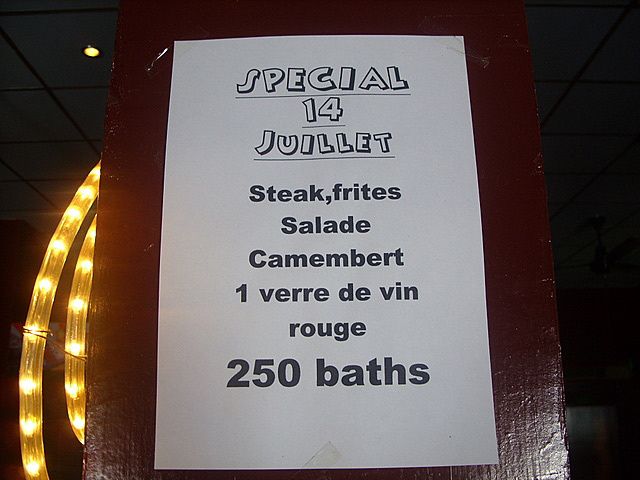 SPECIAL
14
JUILLET
Steak,frites
Salade
Camembert
1 verre de vin
rouge
250 baths